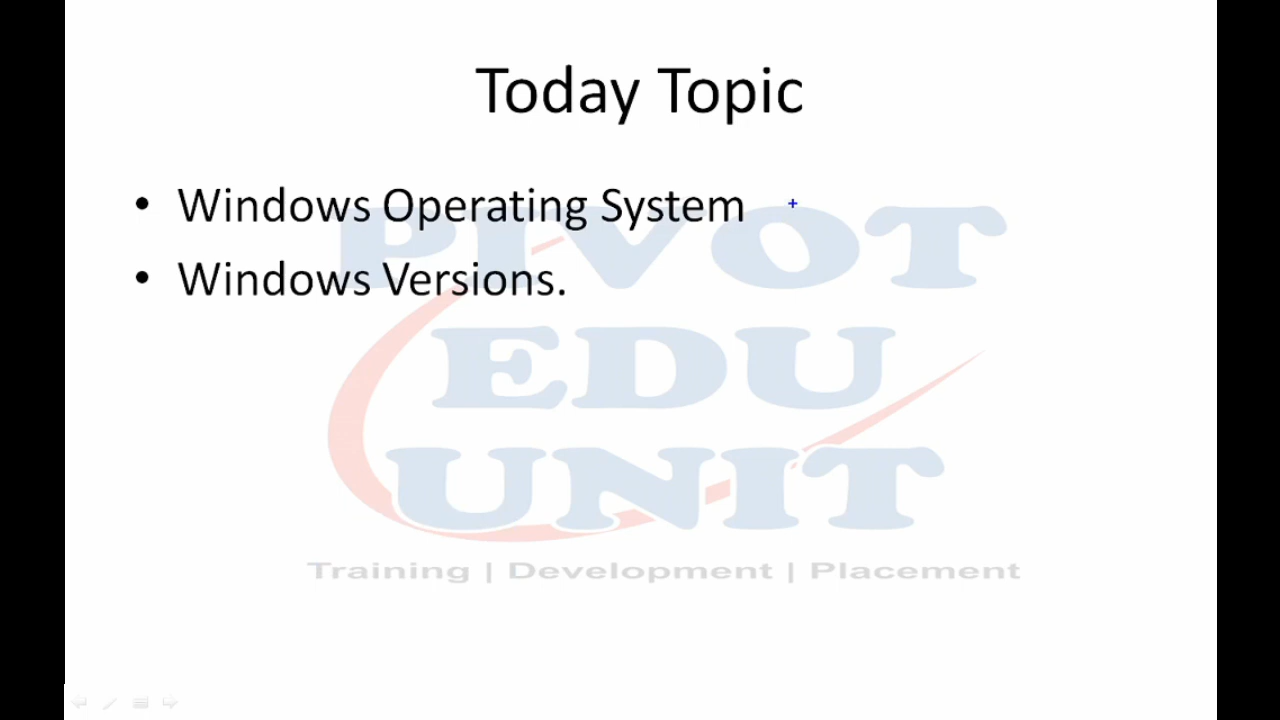 Today Topic
• Windows Operating System
• Windows Versions.
PIVOT
EDU
UNIT
Training | Development | Placement